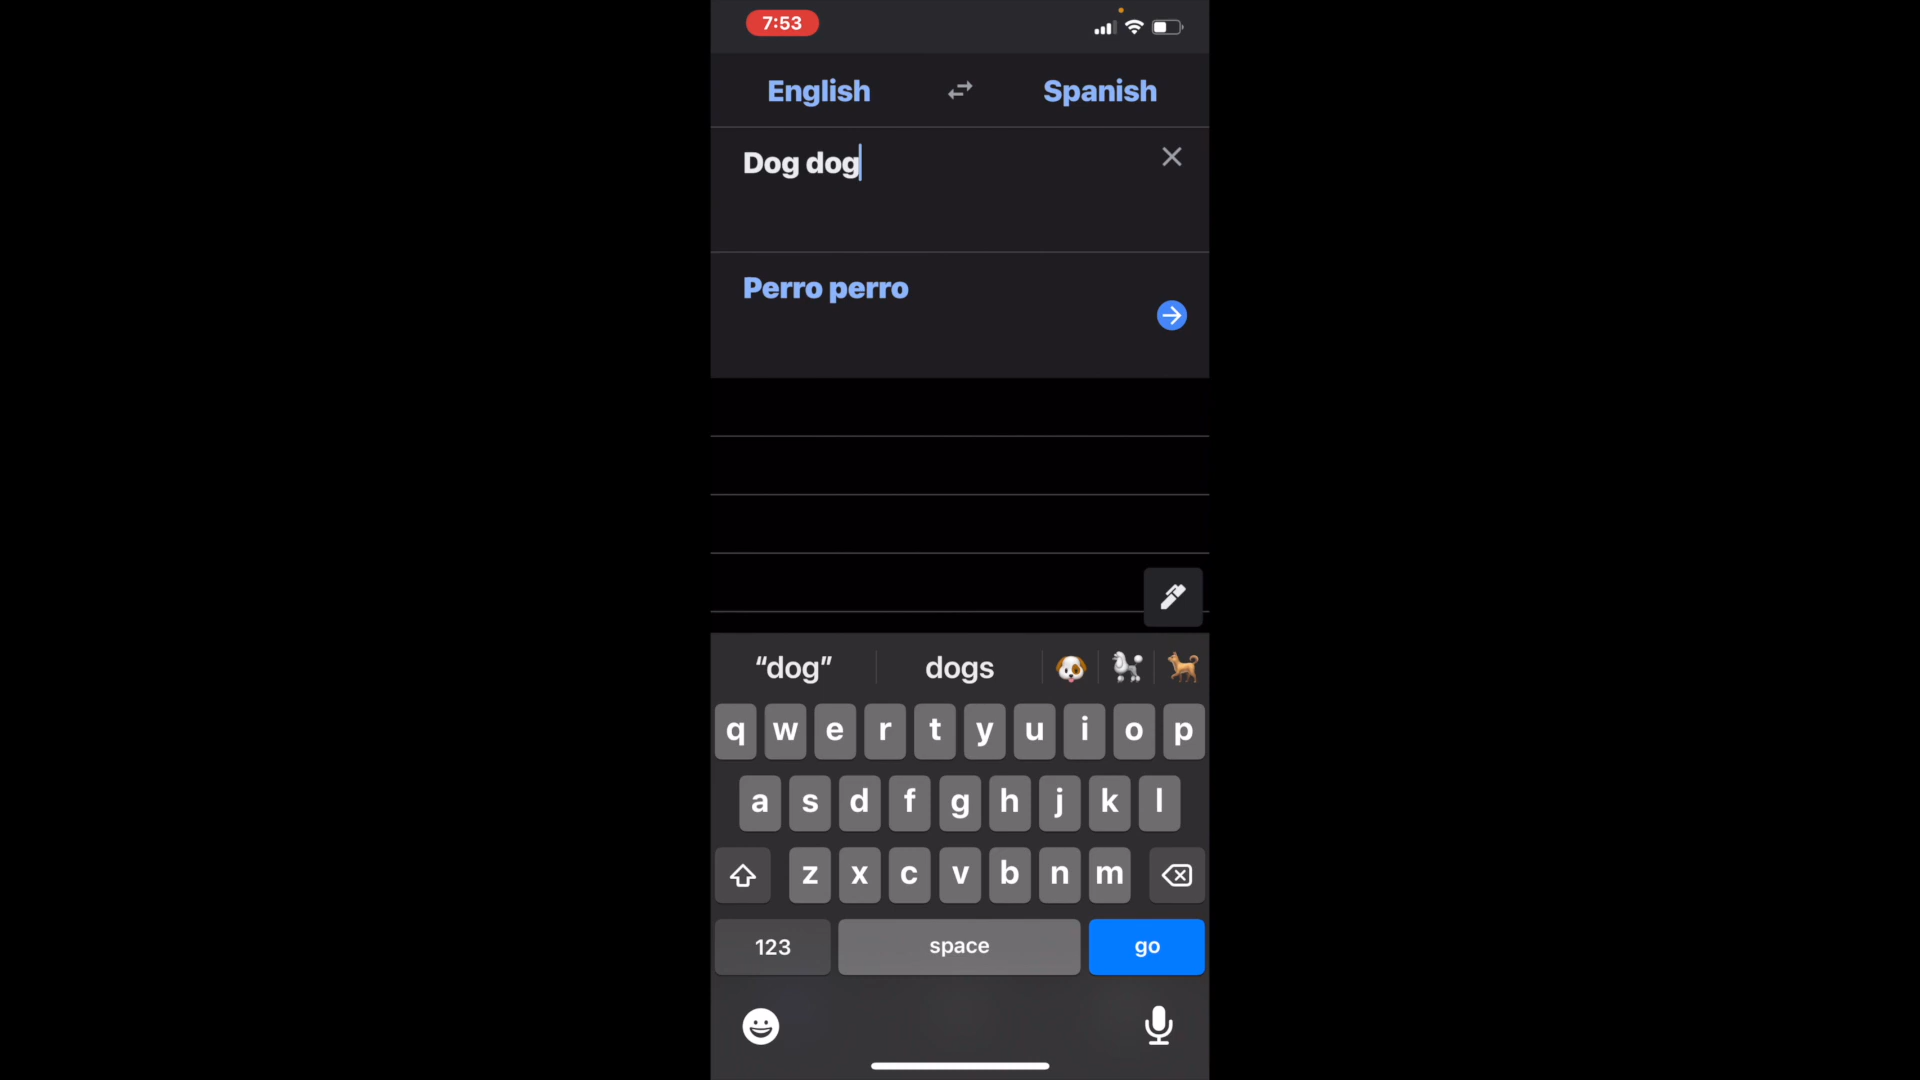 7:53
English Spanish
Dog dog
Perro perro
“dog” dogs
q w e r t y u i o p
a s d f g h j k l
z x c v b n m
123 space go